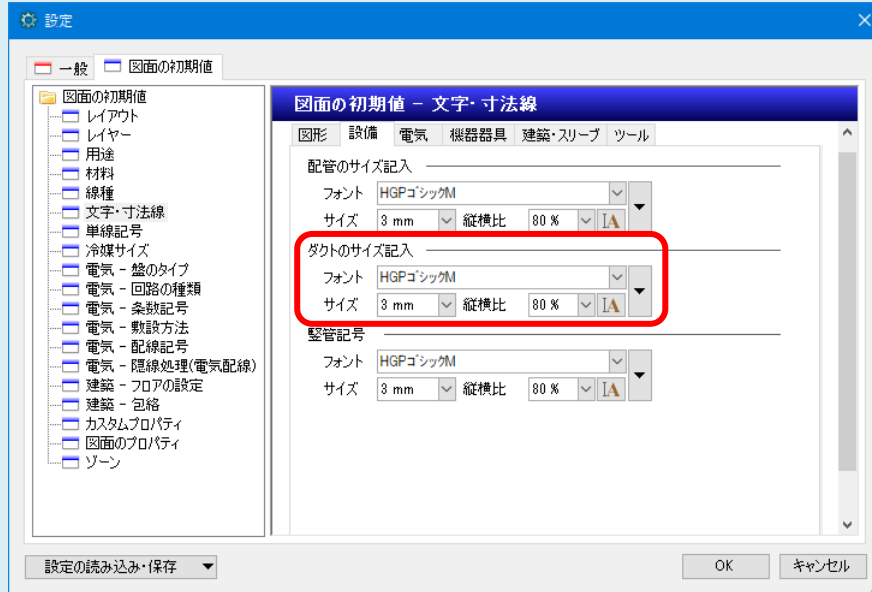 設定
一般 図面の初期値
図面の初期値
レイアウト
レイヤー
用途
材料
線種
文字・寸法線
単線記号
冷媒サイズ
電気 - 盤のタイプ
電気 - 回路の種類
電気 - 条数記号
電気 - 敷設方法
電気 - 配線記号
電気 - 隠線処理(電気配線)
建築 - フロアの設定
建築 - 包絡
カスタムプロパティ
図面のプロパティ
ゾーン
図面の初期値 - 文字・寸法線
図形 設備 電気 機器器具 建築・スリーブ ツール
配管のサイズ記入
フォント HGPゴシックM
サイズ 3 mm 縦横比 80 % IA
ダクトのサイズ記入
フォント HGPゴシックM
サイズ 3 mm 縦横比 80 % IA
竪管記号
フォント HGPゴシックM
サイズ 3 mm 縦横比 80 % IA
設定の読み込み・保存 OK キャンセル